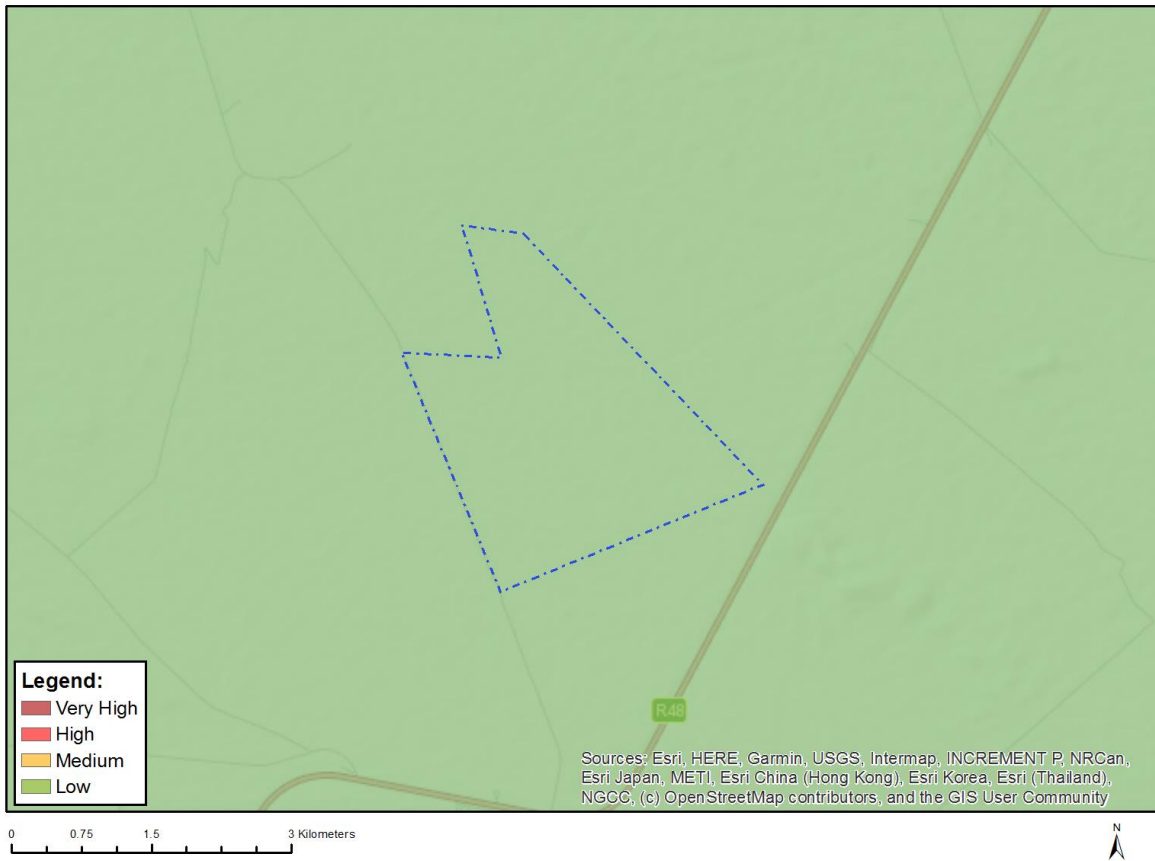 R48
Legend:
Very High
High
Medium
Low
Sources: Esri, HERE, Garmin, USGS, Intermap, INCREMENT P, NRCan,
Esri Japan, METI, Esri China (Hong Kong), Esri Korea, Esri (Thailand),
NGCC, (c) OpenStreetMap contributors, and the GIS User Community
0 0.75 1.5 3 Kilometers
N